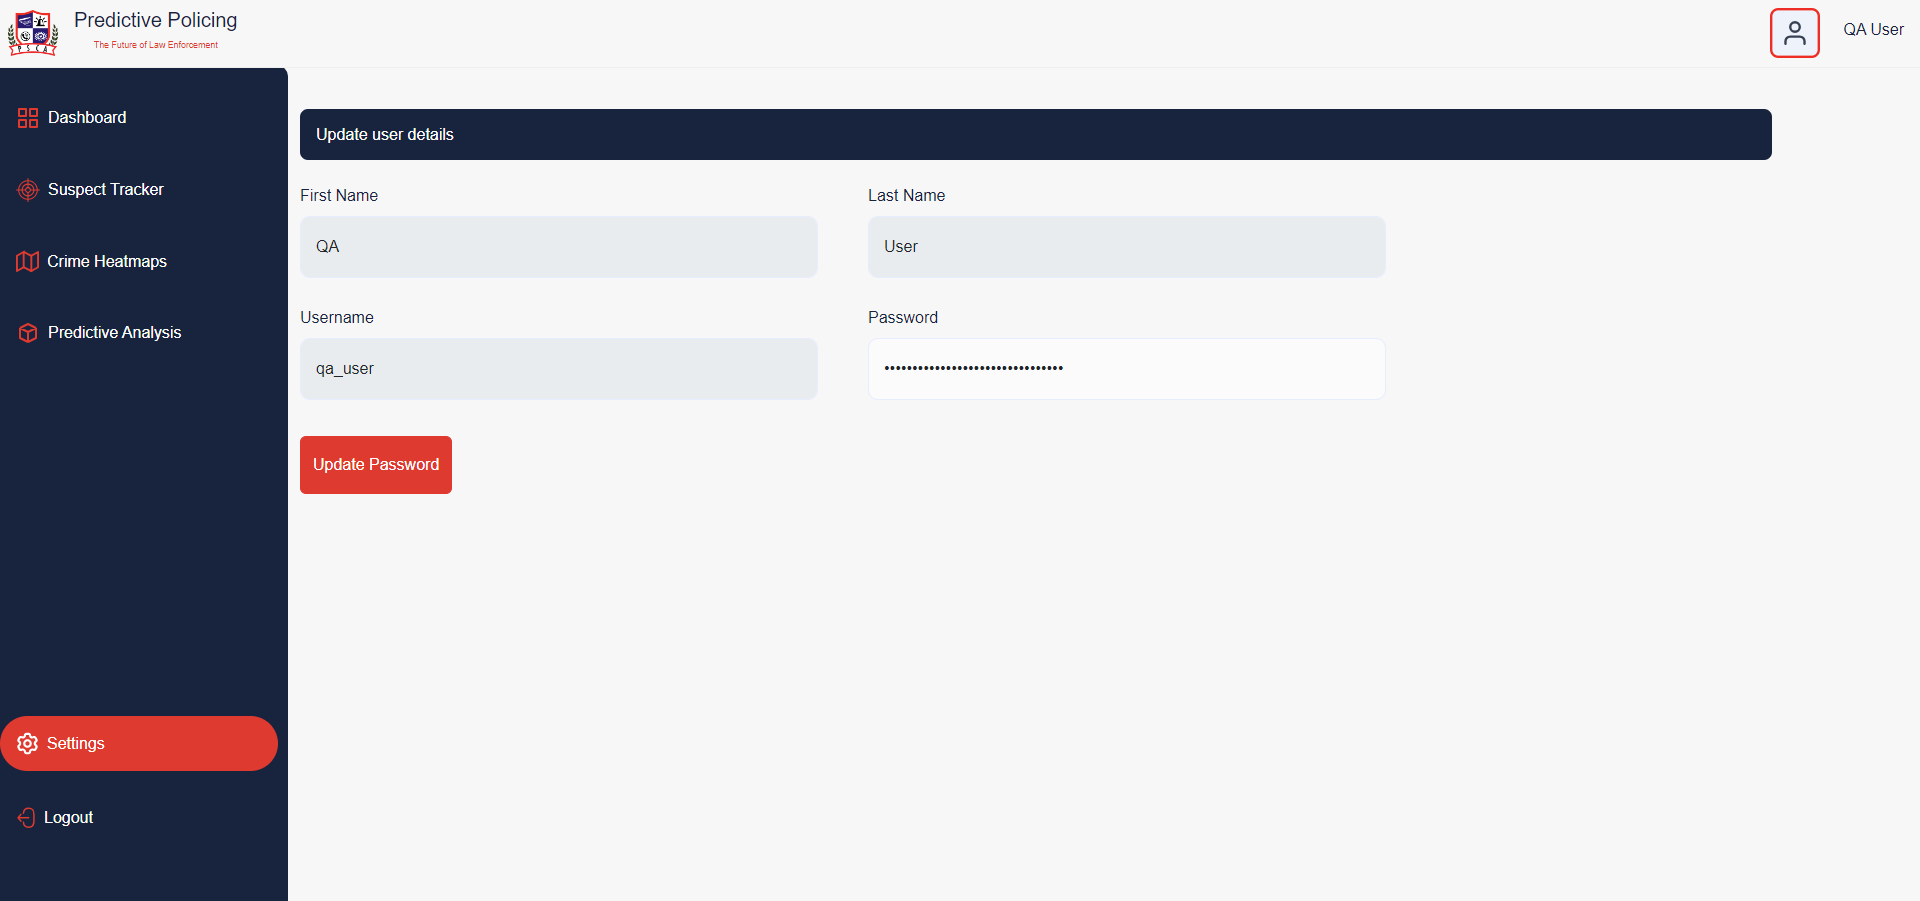 Predictive Policing
The Future of Law Enforcement
PSCA
QA User
Dashboard
Suspect Tracker
Crime Heatmaps
Predictive Analysis
Settings
Logout
Update user details
First Name
Last Name
QA
User
Username
Password
qa_user
••••••••••••••••••••••••••••••••
Update Password